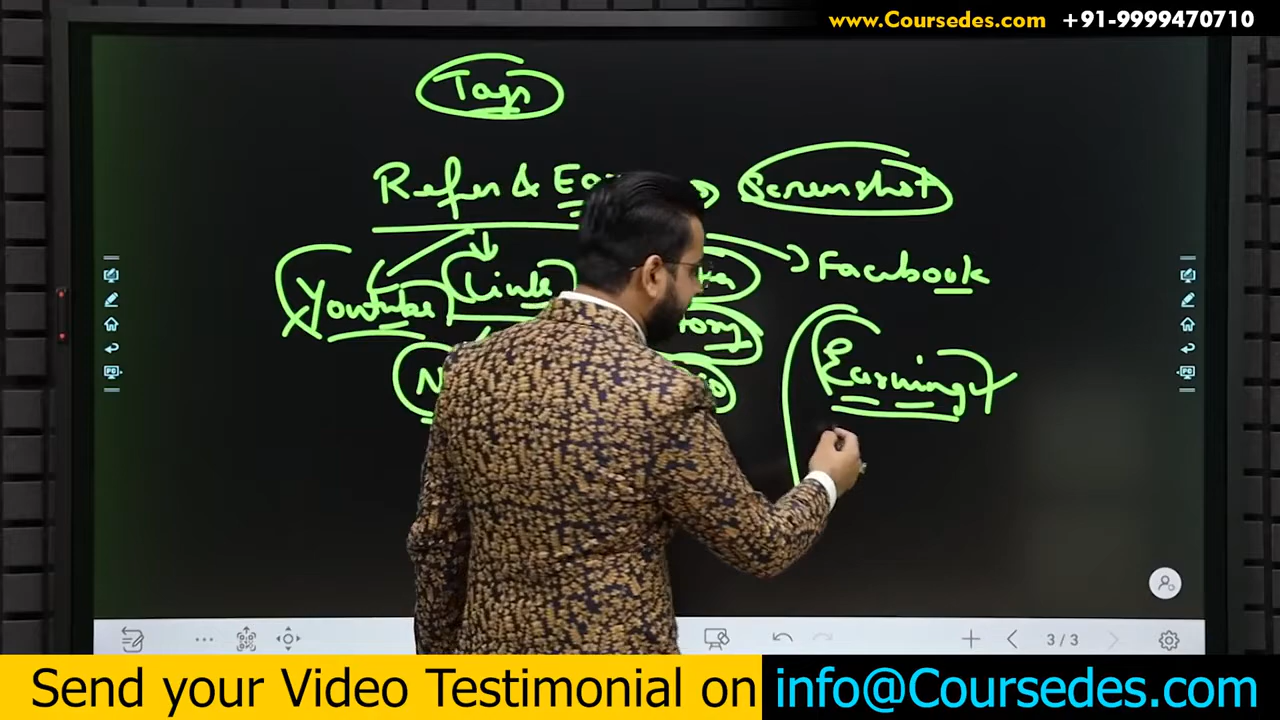 www.Coursedes.com +91-9999470710
Tags
Refer & Screenshot
Youtube Link Facebook
Earning
3/3
Send your Video Testimonial on info@Coursedes.com